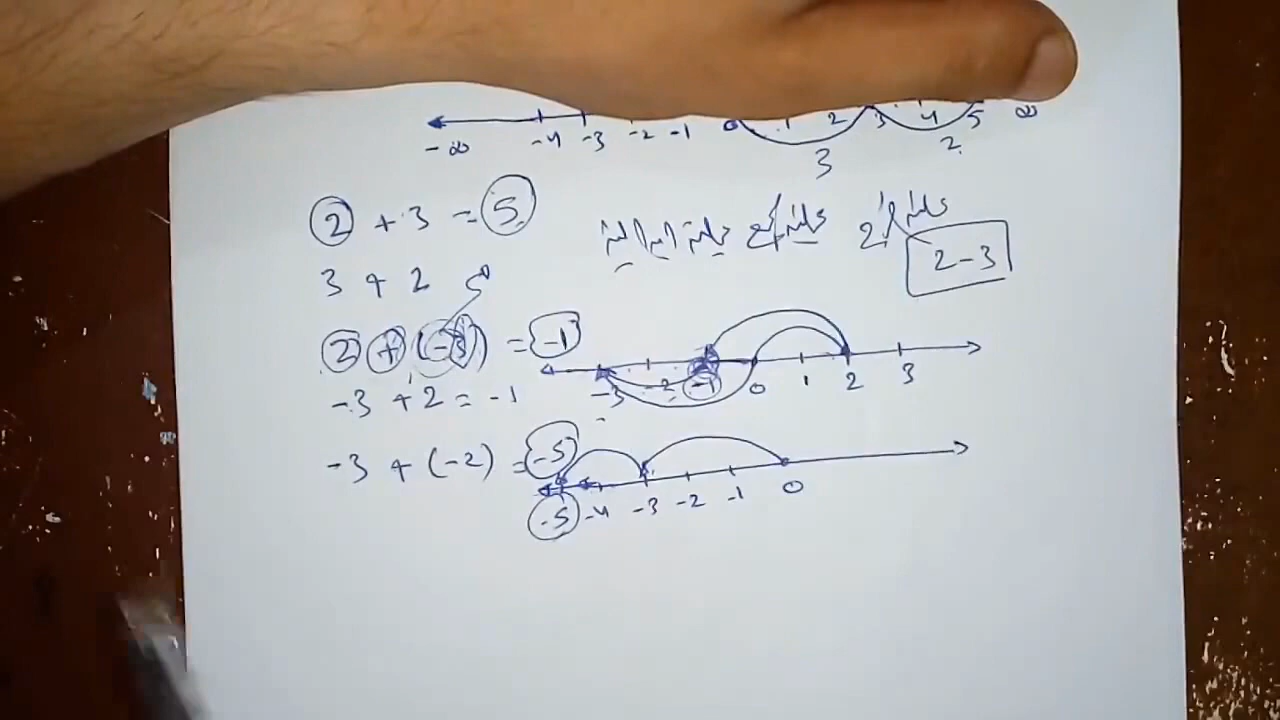 -∞ -4 -3 -2 -1 0 1 2 3 4 5 ∞
3 2
2 + 3 = 5
عملية
2 - 3
3 + 2
2 + (-3) = -1
-3 -2 -1 0 1 2 3
-3 + 2 = -1
-3 + (-2) = -5
-5 -4 -3 -2 -1 0